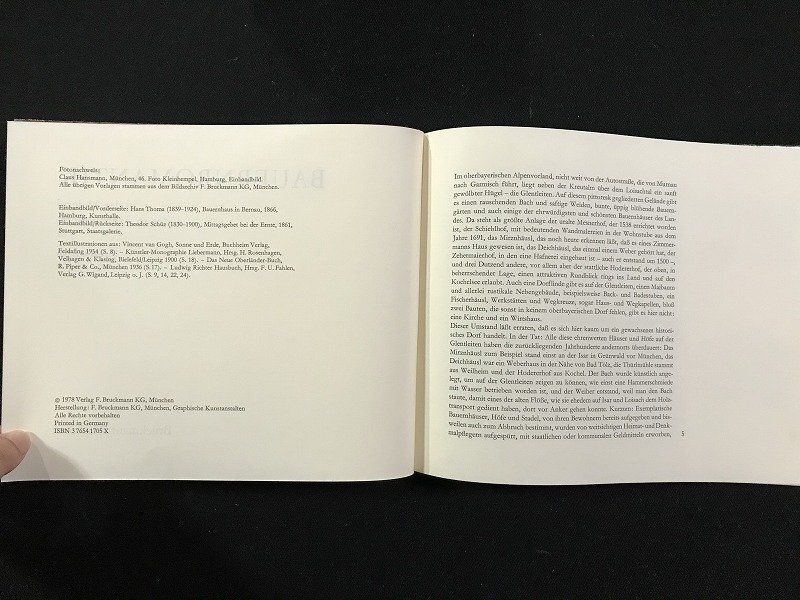 Fotonachweis:
Claus Hansmann, München, 46. Foto Kleinhempel, Hamburg, Einbandbild.
Alle übrigen Vorlagen stammen aus dem Bildarchiv F. Bruckmann KG, München.
Einbandbild/Vorderseite: Hans Thoma (1839–1924), Bauernhaus in Bernau, 1866,
Hamburg, Kunsthalle.
Einbandbild/Rückseite: Theodor Schüz (1830–1900), Mittagsgebet bei der Ernte, 1861,
Stuttgart, Staatsgalerie.
Textillustrationen aus: Vincent van Gogh, Sonne und Erde, Buchheim Verlag,
Feldafing 1954 (S. 8). – Künstler-Monographie Liebermann, Hrsg. H. Rosenhagen,
Velhagen & Klasing, Bielefeld/Leipzig 1900 (S. 18). – Das Neue Oberländer-Buch,
R. Piper & Co., München 1936 (S. 17). – Ludwig Richter Hausbuch, Hrsg. F. U. Fahlen,
Verlag G. Wigand, Leipzig o. J. (S. 9, 14, 22, 24).
© 1978 Verlag F. Bruckmann KG, München
Herstellung: F. Bruckmann KG, München, Graphische Kunstanstalten
Alle Rechte vorbehalten
Printed in Germany
ISBN 3 7654 1705 X
Im oberbayerischen Alpenvorland, nicht weit von der Autostraße, die von Murnau
nach Garmisch führt, liegt neben der Kreutalm über dem Loisachtal ein sanft
gewölbter Hügel – die Glentleiten. Auf diesem pittoresk gegliederten Gelände gibt
es einen rauschenden Bach und saftige Weiden, bunte, üppig blühende Bauern-
gärten und auch einige der ehrwürdigsten und schönsten Bauernhäuser des Lan-
des. Da steht als größte Anlage der uralte Mesnerhof, der 1538 errichtet worden
ist, der Schiehlhof, mit bedeutenden Wandmalereien in der Wohnstube aus dem
Jahre 1691, das Mirznhäusl, das noch heute erkennen läßt, daß es eines Zimmer-
manns Haus gewesen ist, das Deichhäusl, das einmal einem Weber gehört hat, der
Zehermaierhof, in den eine Hafnerei eingebaut ist – auch er entstand um 1500 –,
und drei Dutzend andere, vor allem aber der stattliche Hodererhof, der oben, in
beherrschender Lage, einen attraktiven Rundblick rings ins Land und auf den
Kochelsee erlaubt. Auch eine Dorflinde gibt es auf der Glentleiten, einen Maibaum
und allerlei rustikale Nebengebäude, beispielsweise Back- und Badestuben, ein
Fischerhäusl, Werkstätten und Wegkreuze, sogar Haus- und Wegkapellen, bloß
zwei Bauten, die sonst in keinem oberbayerischen Dorf fehlen, gibt es hier nicht:
eine Kirche und ein Wirtshaus.
Dieser Umstand läßt erraten, daß es sich hier kaum um ein gewachsenes histori-
sches Dorf handelt. In der Tat: Alle diese ehrenwerten Häuser und Höfe auf der
Glentleiten haben die zurückliegenden Jahrhunderte andernorts überdauert: Das
Mirznhäusl zum Beispiel stand einst an der Isar in Grünwald vor München, das
Deichhäusl war ein Weberhaus in der Nähe von Bad Tölz, die Thürlmühle stammt
aus Weilheim und der Hodererhof aus Kochel. Der Bach wurde künstlich ange-
legt, um auf der Glentleiten zeigen zu können, wie einst eine Hammerschmiede
mit Wasser betrieben worden ist, und der Weiher entstand, weil man den Bach
staute, damit eines der alten Flöße, wie sie ehedem auf Isar und Loisach dem Holz-
transport gedient haben, dort vor Anker gehen konnte. Kurzum: Exemplarische
Bauernhäuser, Höfe und Stadel, von ihren Bewohnern bereits aufgegeben und bis-
weilen auch zum Abbruch bestimmt, wurden von weitsichtigen Heimat- und Denk-
malpflegern aufgespürt, mit staatlichen oder kommunalen Geldmitteln erworben,
5